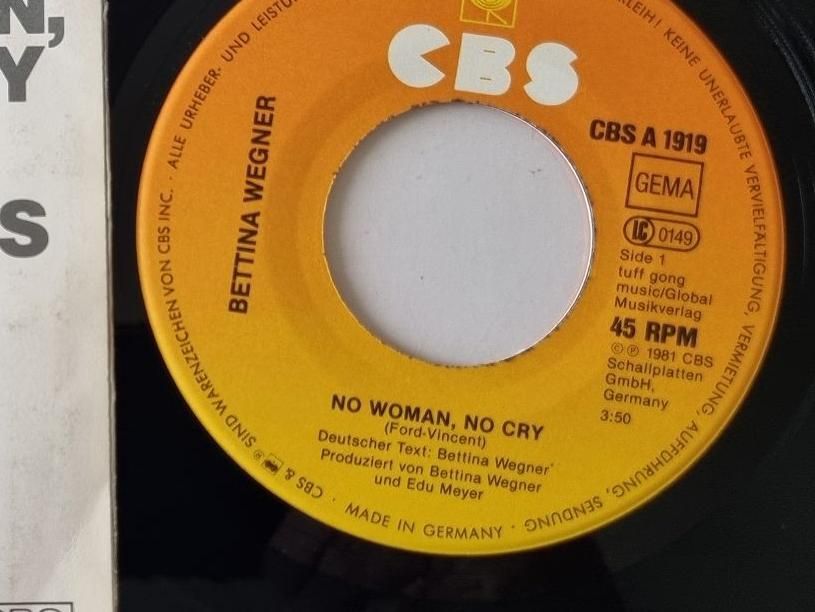 N,
Y
S
CBS
BETTINA WEGNER
CBS A 1919
GEMA
LC 0149
Side 1
tuff gong
music/Global
Musikverlag
45 RPM
©℗ 1981 CBS
Schallplatten
GmbH,
Germany
3:50
NO WOMAN, NO CRY
(Ford-Vincent)
Deutscher Text: Bettina Wegner
Produziert von Bettina Wegner
und Edu Meyer
CBS & SIND WARENZEICHEN VON CBS INC. · ALLE URHEBER- UND
KEINE UNERLAUBTE VERVIELFÄLTIGUNG, VERMIETUNG, AUFFÜHRUNG, SENDUNG · MADE IN GERMANY ·